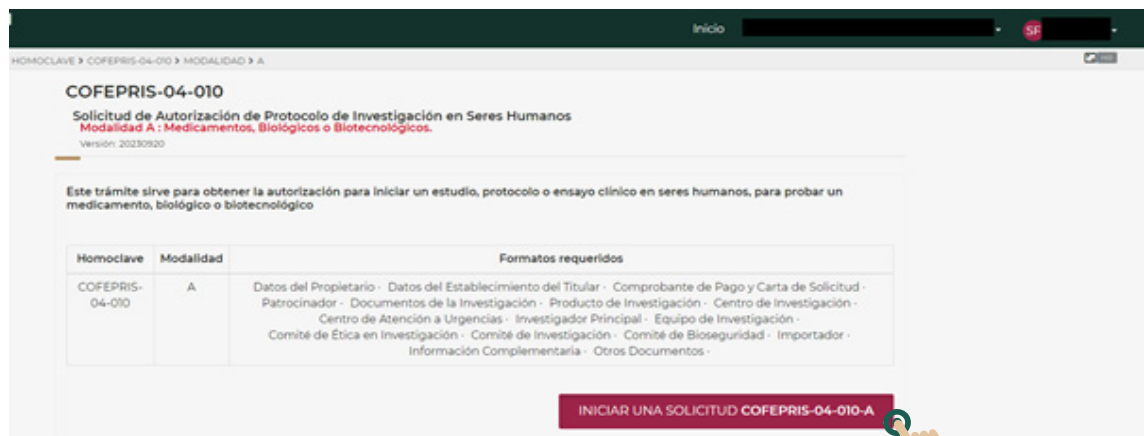 Inicio
SF
HOMOCLAVE > COFEPRIS-04-010 > MODALIDAD > A
COFEPRIS-04-010
Solicitud de Autorización de Protocolo de Investigación en Seres Humanos
Modalidad A : Medicamentos, Biológicos o Biotecnológicos.
Versión: 20230920
Este trámite sirve para obtener la autorización para iniciar un estudio, protocolo o ensayo clínico en seres humanos, para probar un
medicamento, biológico o biotecnológico
Homoclave Modalidad Formatos requeridos
COFEPRIS- A Datos del Propietario · Datos del Establecimiento del Titular · Comprobante de Pago y Carta de Solicitud ·
04-010 Patrocinador · Documentos de la Investigación · Producto de Investigación · Centro de Investigación ·
Centro de Atención a Urgencias · Investigador Principal · Equipo de Investigación ·
Comité de Ética en Investigación · Comité de Investigación · Comité de Bioseguridad · Importador ·
Información Complementaria · Otros Documentos ·
INICIAR UNA SOLICITUD COFEPRIS-04-010-A